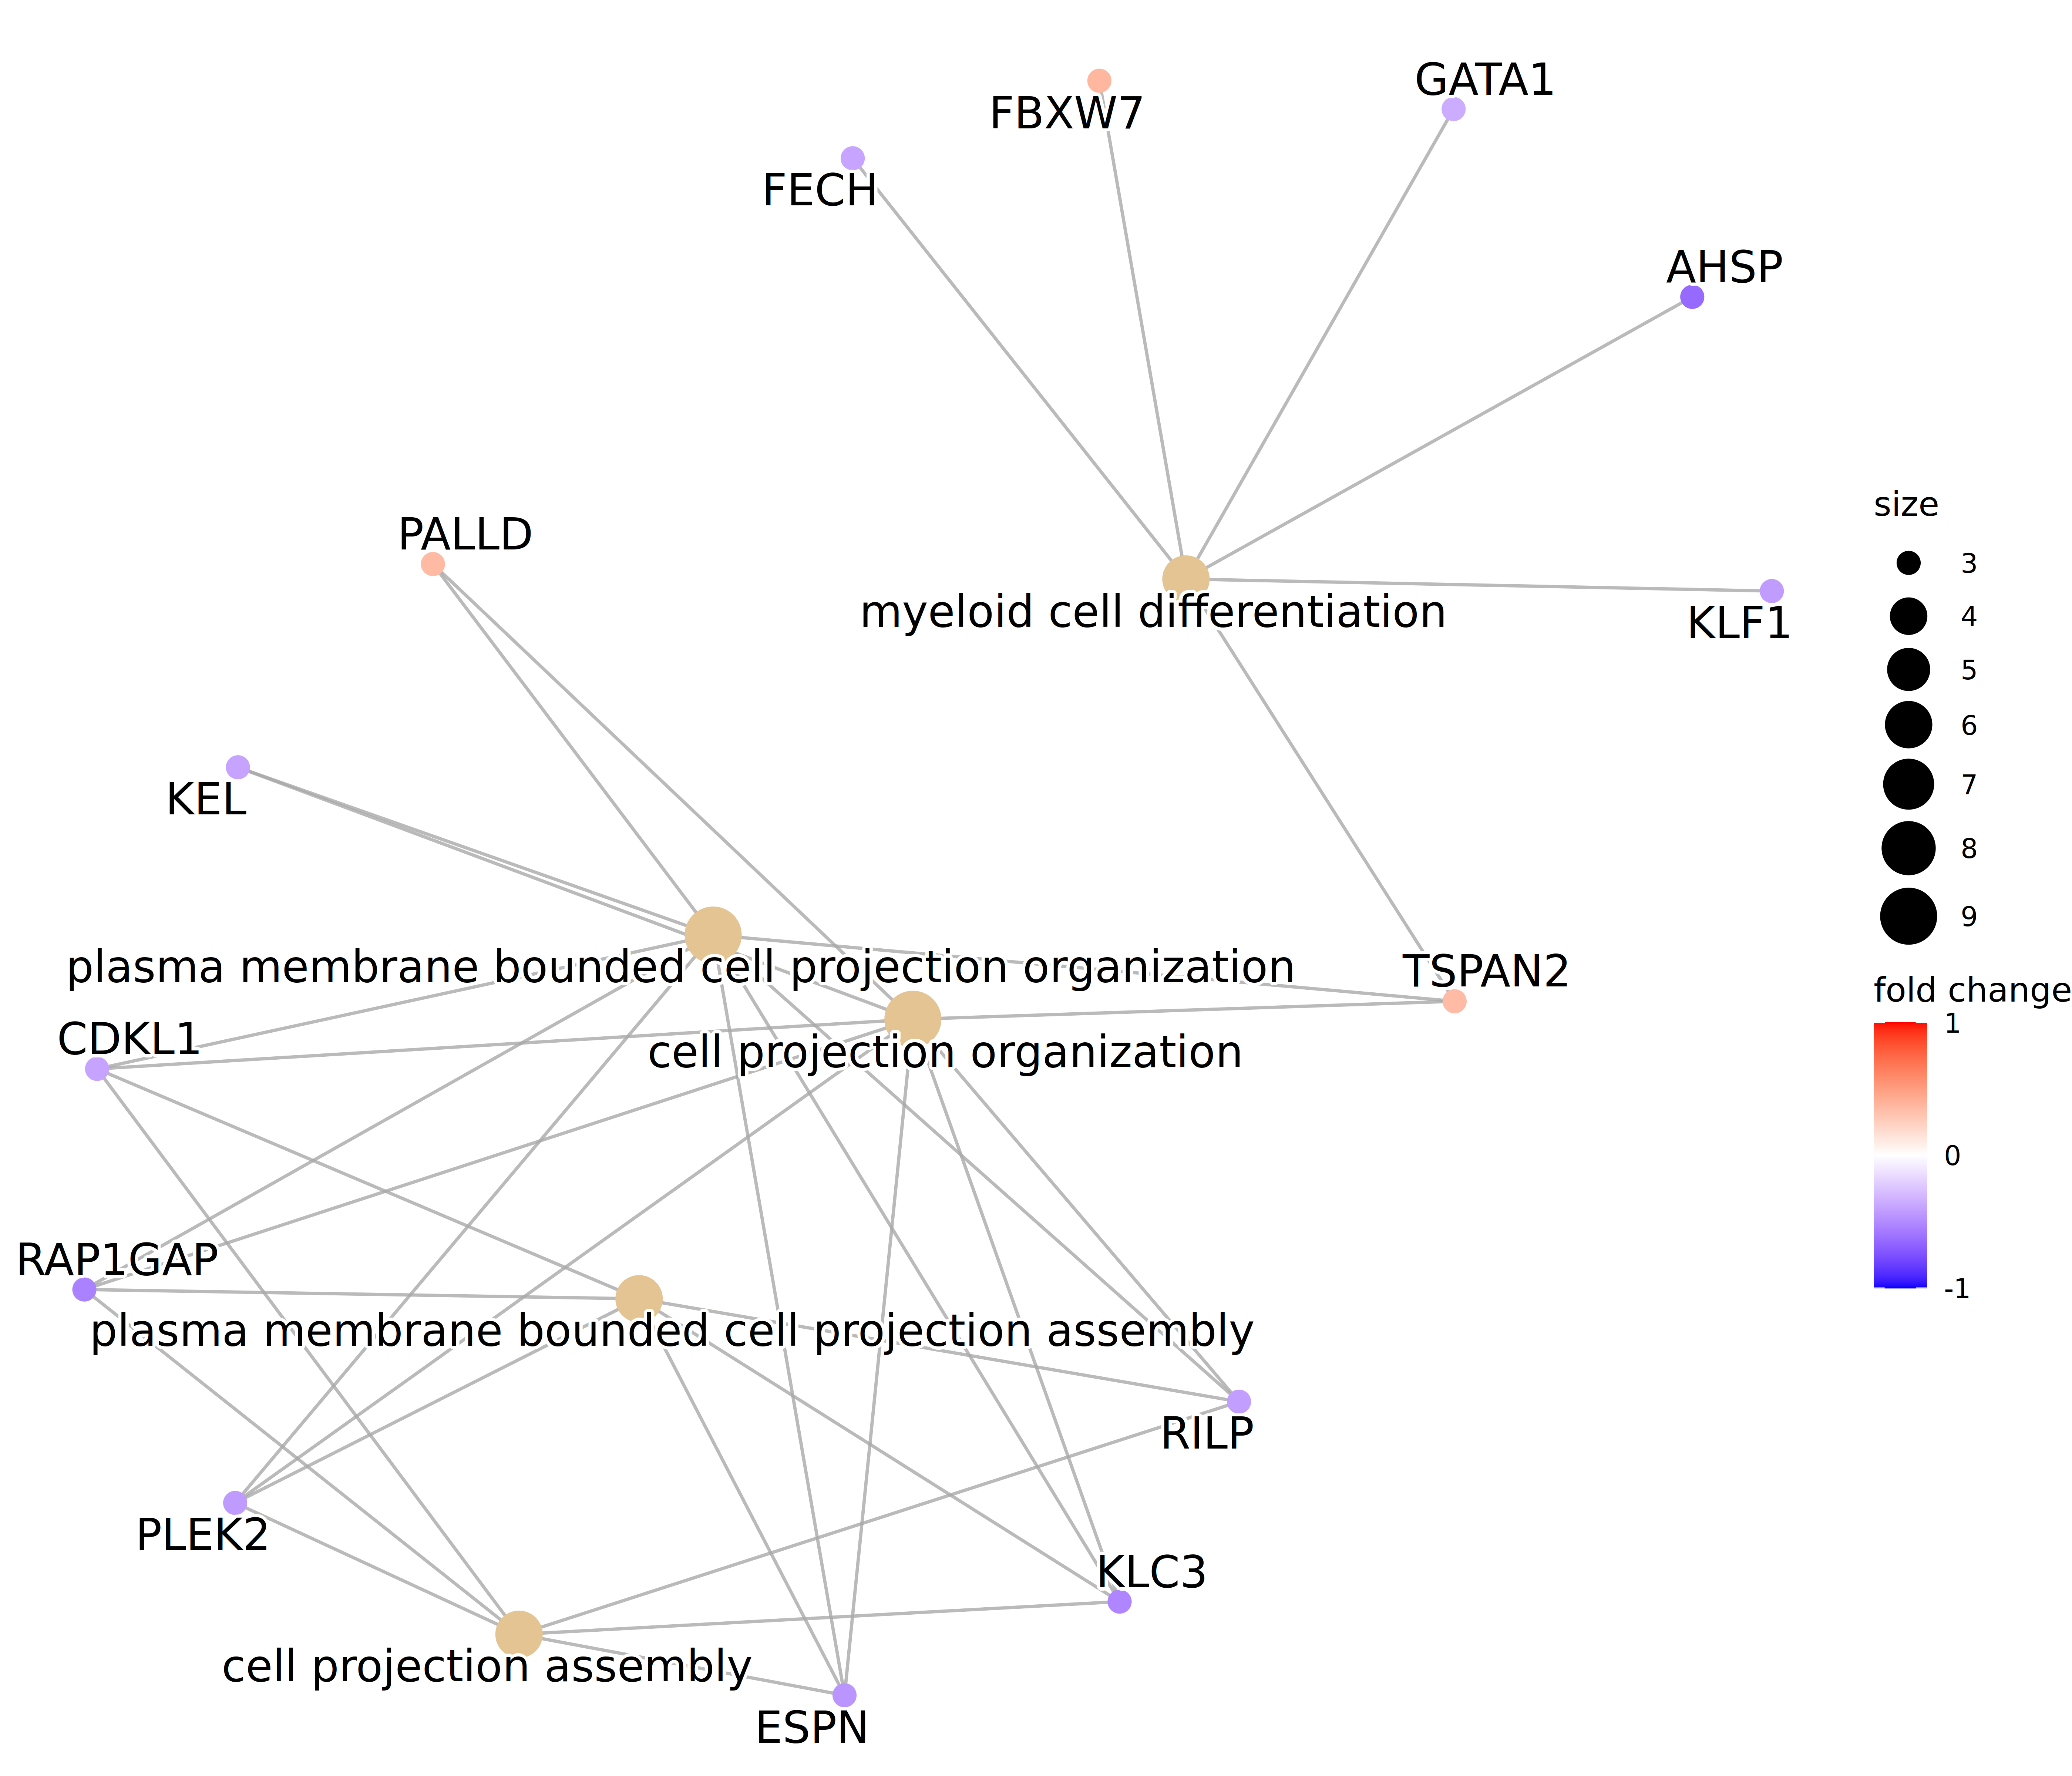 GATA1
FBXW7
FECH
AHSP
PALLD
myeloid cell differentiation
KLF1
KEL
plasma membrane bounded cell projection organization
TSPAN2
CDKL1
cell projection organization
RAP1GAP
plasma membrane bounded cell projection assembly
RILP
PLEK2
KLC3
cell projection assembly
ESPN
size
3
4
5
6
7
8
9
fold change
1
0
-1